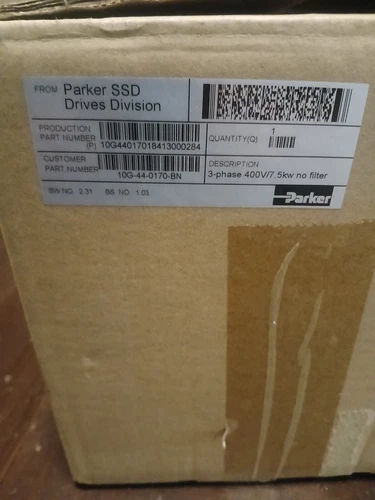 FROM Parker SSD
Drives Division
PRODUCTION
PART NUMBER
(P) 10G44017018413000284
QUANTITY(Q) 1
CUSTOMER
PART NUMBER
10G-44-0170-BN
DESCRIPTION
3-phase 400V/7.5kw no filter
SW NO. 2.31 BS NO 1.03
Parker